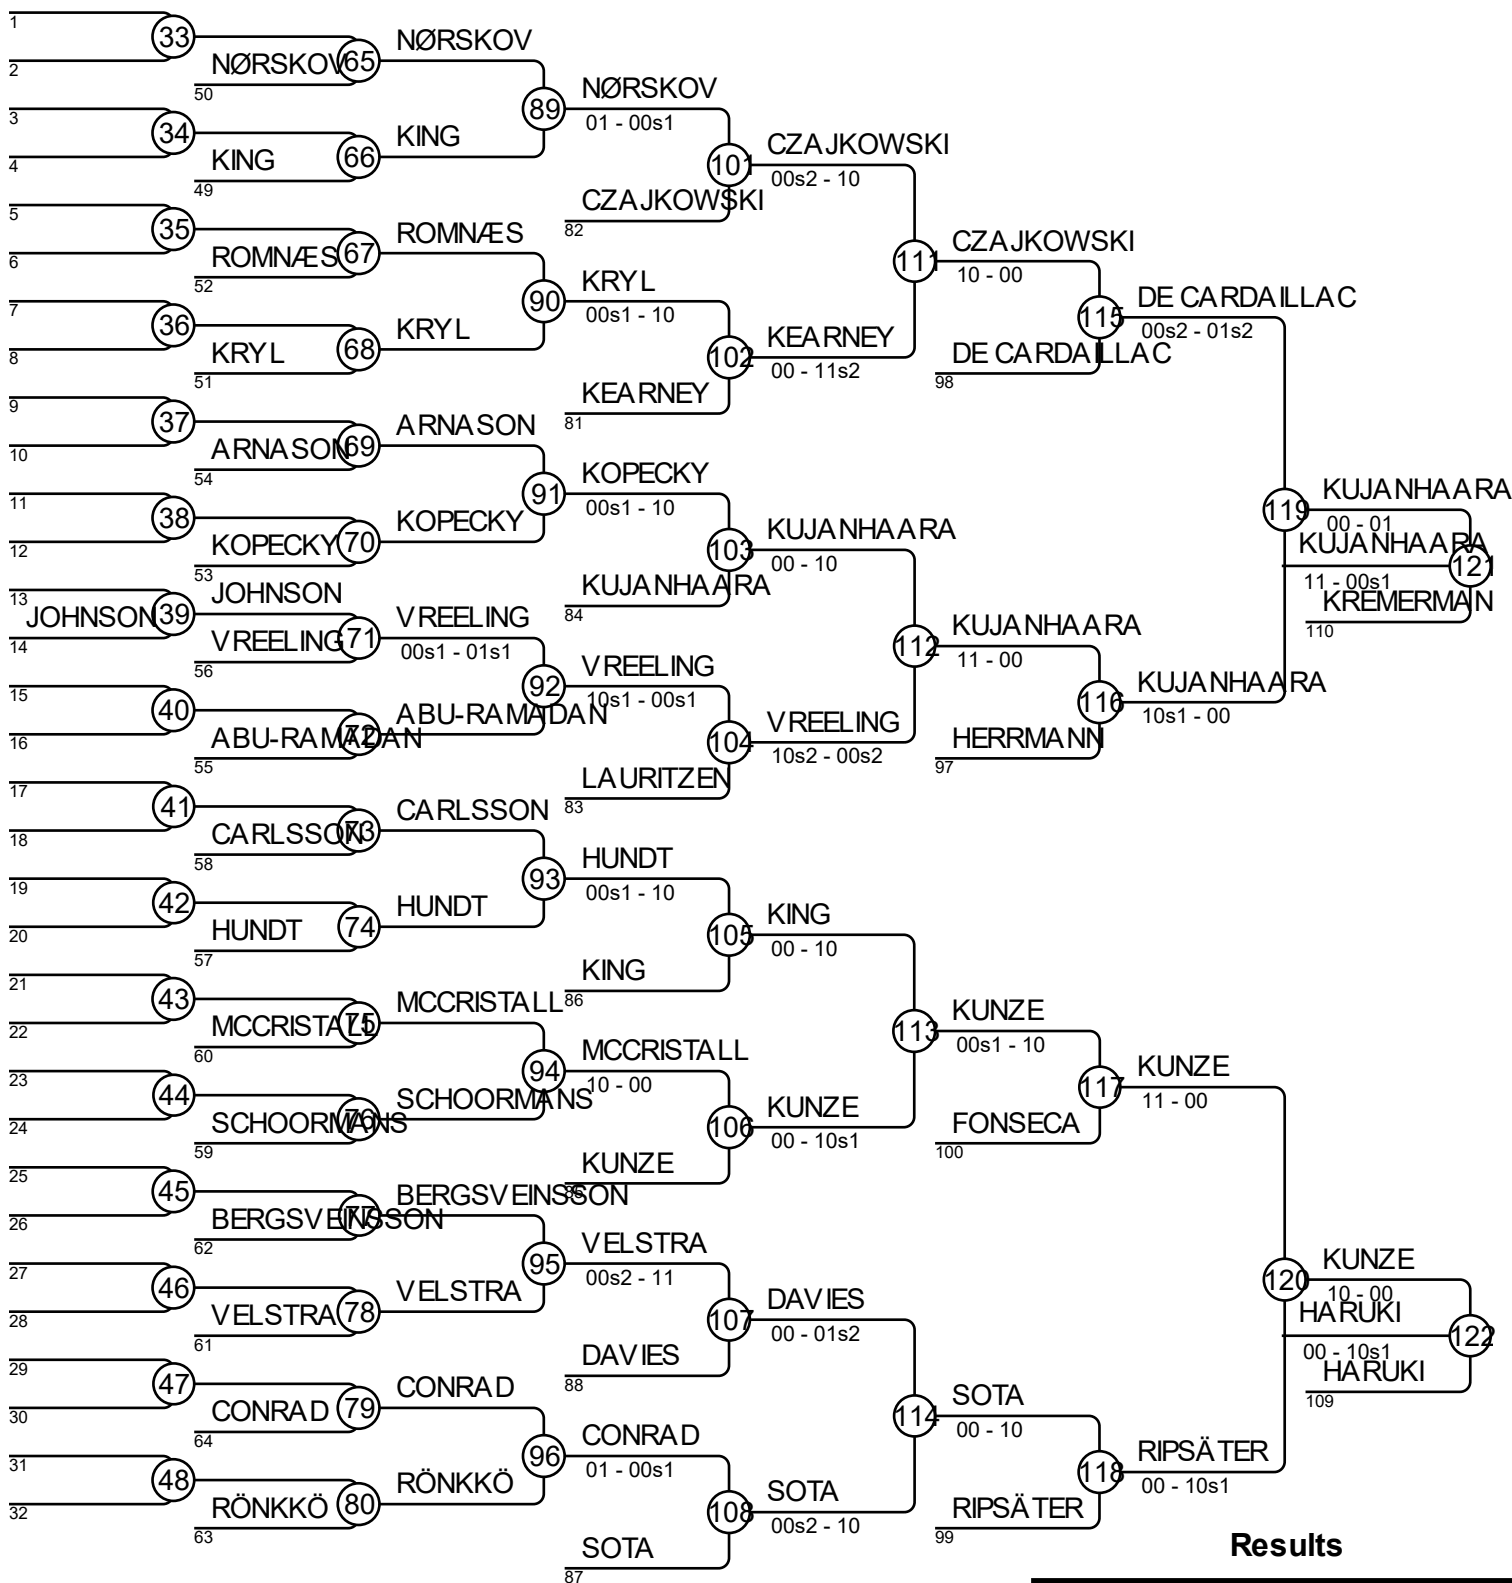 1
33
NØRSKOV
2
NØRSKOV
65
50
NØRSKOV
89
01 - 00s1
3
34
KING
4
KING
66
49
CZAJKOWSKI
101
00s2 - 10
CZAJKOWSKI
82
5
35
ROMNÆS
6
ROMNÆS
67
52
CZAJKOWSKI
111
10 - 00
KRYL
90
00s1 - 10
7
36
KRYL
8
KRYL
68
51
DE CARDAILLAC
115
00s2 - 01s2
KEARNEY
102
00 - 11s2
DE CARDAILLAC
98
KEARNEY
81
9
37
ARNASON
10
ARNASON
69
54
KOPECKY
91
00s1 - 10
11
38
KOPECKY
12
KOPECKY
70
53
KUJANHAARA
119
00 - 01
KUJANHAARA
121
11 - 00s1
KREMERMAN
110
KUJANHAARA
103
00 - 10
KUJANHAARA
84
13
JOHNSON
39
JOHNSON
14
VREELING
71
56
VREELING
00s1 - 01s1
KUJANHAARA
112
11 - 00
VREELING
92
10s1 - 00s1
15
40
ABU-RAMADAN
16
ABU-RAMADAN
72
55
KUJANHAARA
116
10s1 - 00
VREELING
104
10s2 - 00s2
HERRMANN
97
LAURITZEN
83
17
41
CARLSSON
18
CARLSSON
73
58
HUNDT
93
00s1 - 10
19
42
HUNDT
20
HUNDT
74
57
KING
105
00 - 10
KING
86
21
43
MCCRISTALL
22
MCCRISTALL
75
60
KUNZE
113
00s1 - 10
MCCRISTALL
94
10 - 00
23
44
SCHOORMANS
24
SCHOORMANS
76
59
KUNZE
117
11 - 00
KUNZE
106
00 - 10s1
FONSECA
100
KUNZE
85
25
45
BERGSVEINSSON
26
BERGSVEINSSON
77
62
VELSTRA
95
00s2 - 11
27
46
VELSTRA
28
VELSTRA
78
61
KUNZE
120
10 - 00
HARUKI
122
00 - 10s1
HARUKI
109
DAVIES
107
00 - 01s2
DAVIES
88
29
47
CONRAD
30
CONRAD
79
64
SOTA
114
00 - 10
CONRAD
96
01 - 00s1
31
48
RÖNKKÖ
32
RÖNKKÖ
80
63
RIPSÄTER
118
00 - 10s1
SOTA
108
00s2 - 10
RIPSÄTER
99
SOTA
87
Results